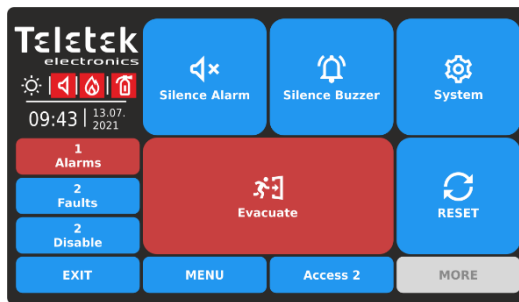 Teletek
electronics
09:43
13.07.
2021
1
Alarms
2
Faults
2
Disable
EXIT
Silence Alarm
Silence Buzzer
System
Evacuate
RESET
MENU
Access 2
MORE